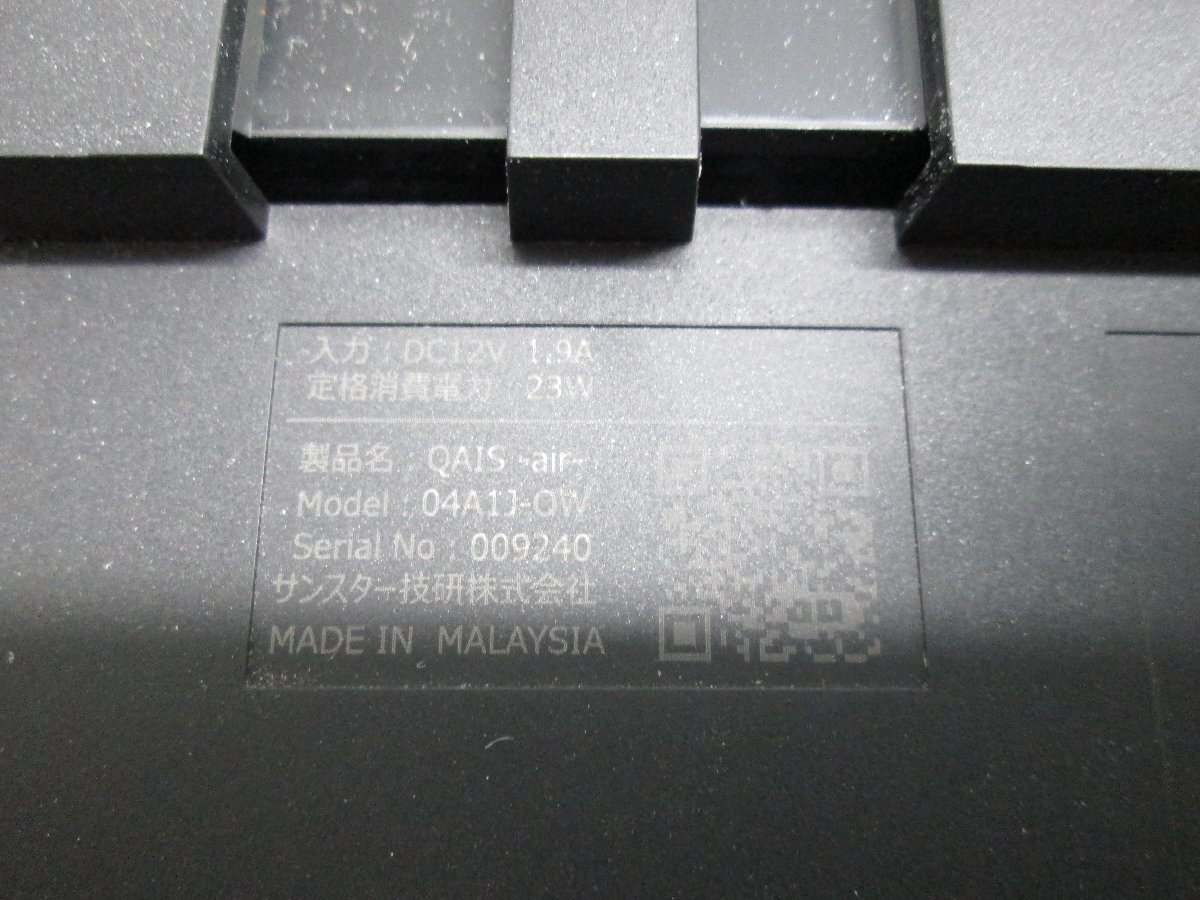 入力 : DC12V 1.9A
定格消費電力 23W
製品名 : QAIS -air-
Model : 04A1J-QW
Serial No : 009240
サンスター技研株式会社
MADE IN MALAYSIA